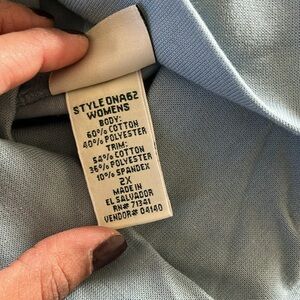 STYLE ONA62
WOMENS
BODY:
60% COTTON
40% POLYESTER
TRIM:
54% COTTON
36% POLYESTER
10% SPANDEX
2X
MADE IN
EL SALVADOR
RN# 71341
VENDOR# 04140